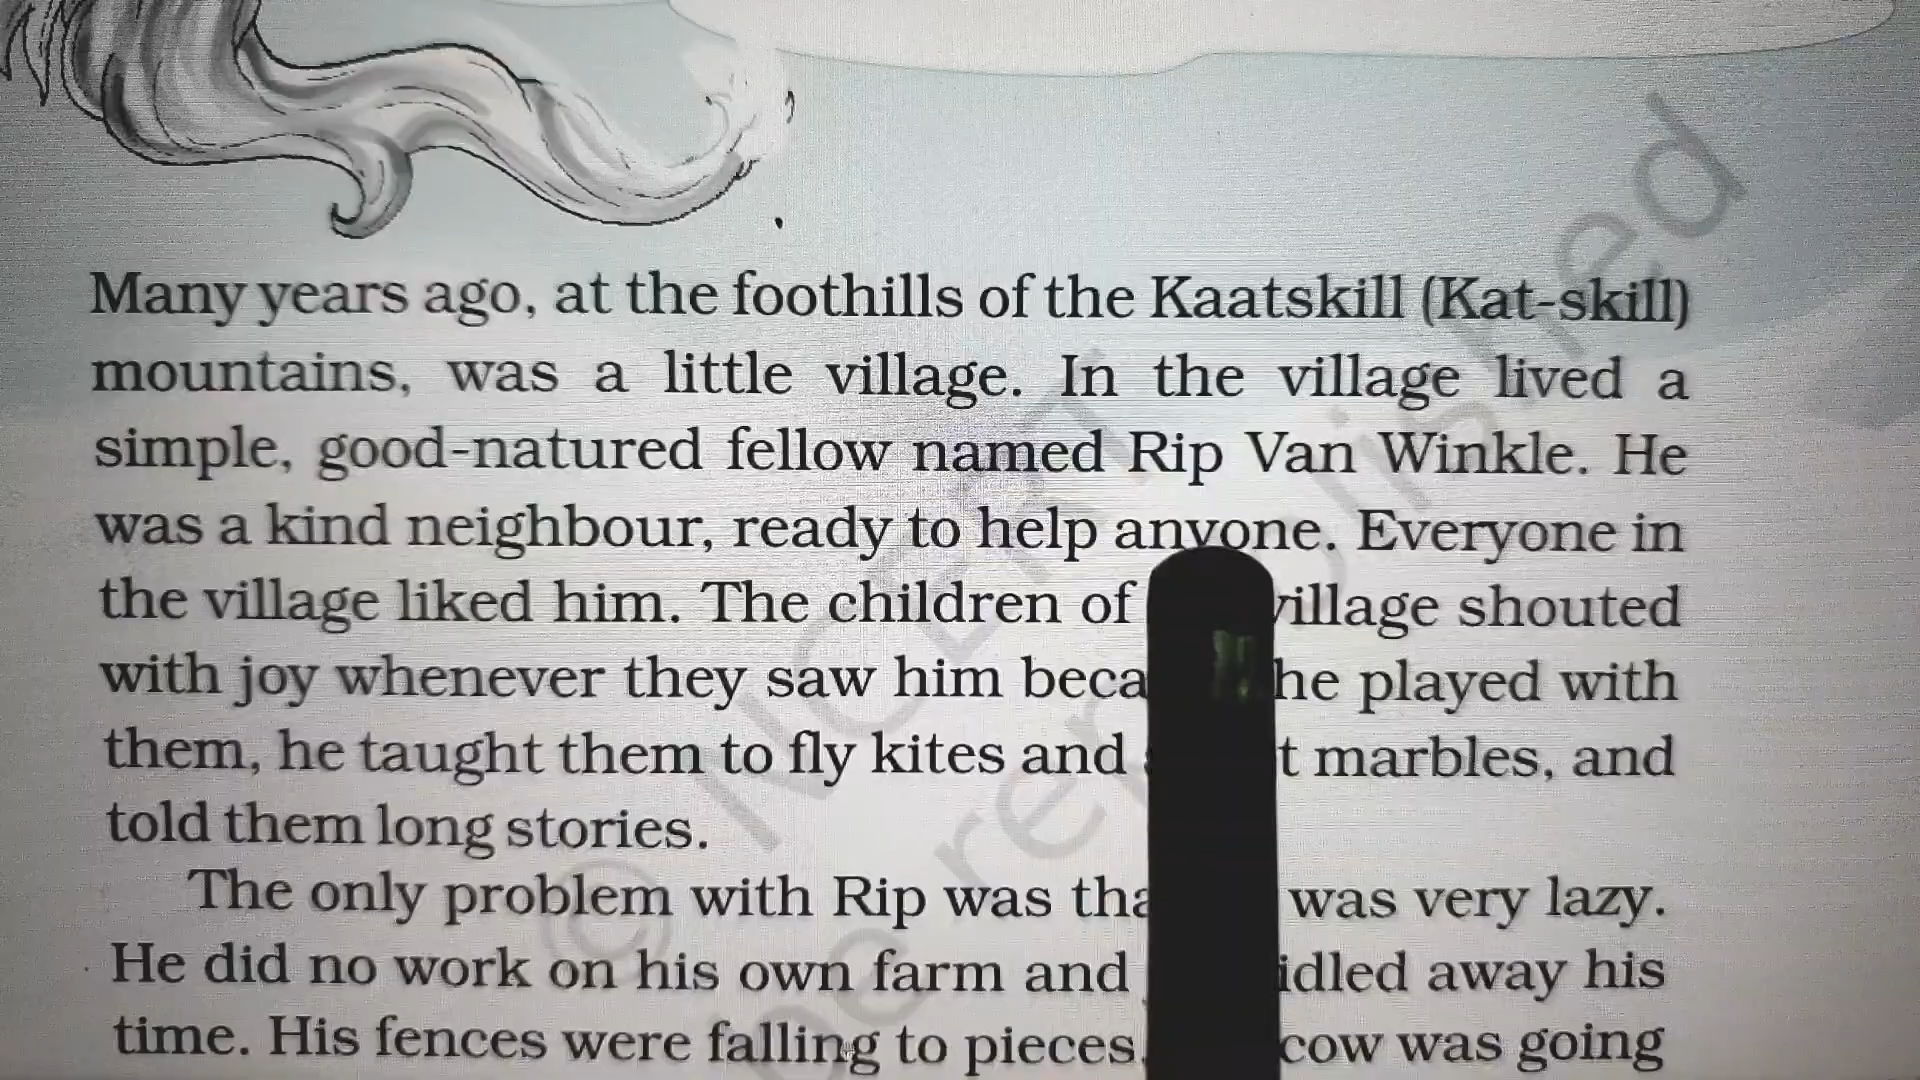 Many years ago, at the foothills of the Kaatskill (Kat-skill)
mountains, was a little village. In the village lived a
simple, good-natured fellow named Rip Van Winkle. He
was a kind neighbour, ready to help anyone. Everyone in
the village liked him. The children of village shouted
with joy whenever they saw him beca he played with
them, he taught them to fly kites and marbles, and
told them long stories.
The only problem with Rip was tha was very lazy.
He did no work on his own farm and idled away his
time. His fences were falling to pieces, cow was going
© NCERT
be republished